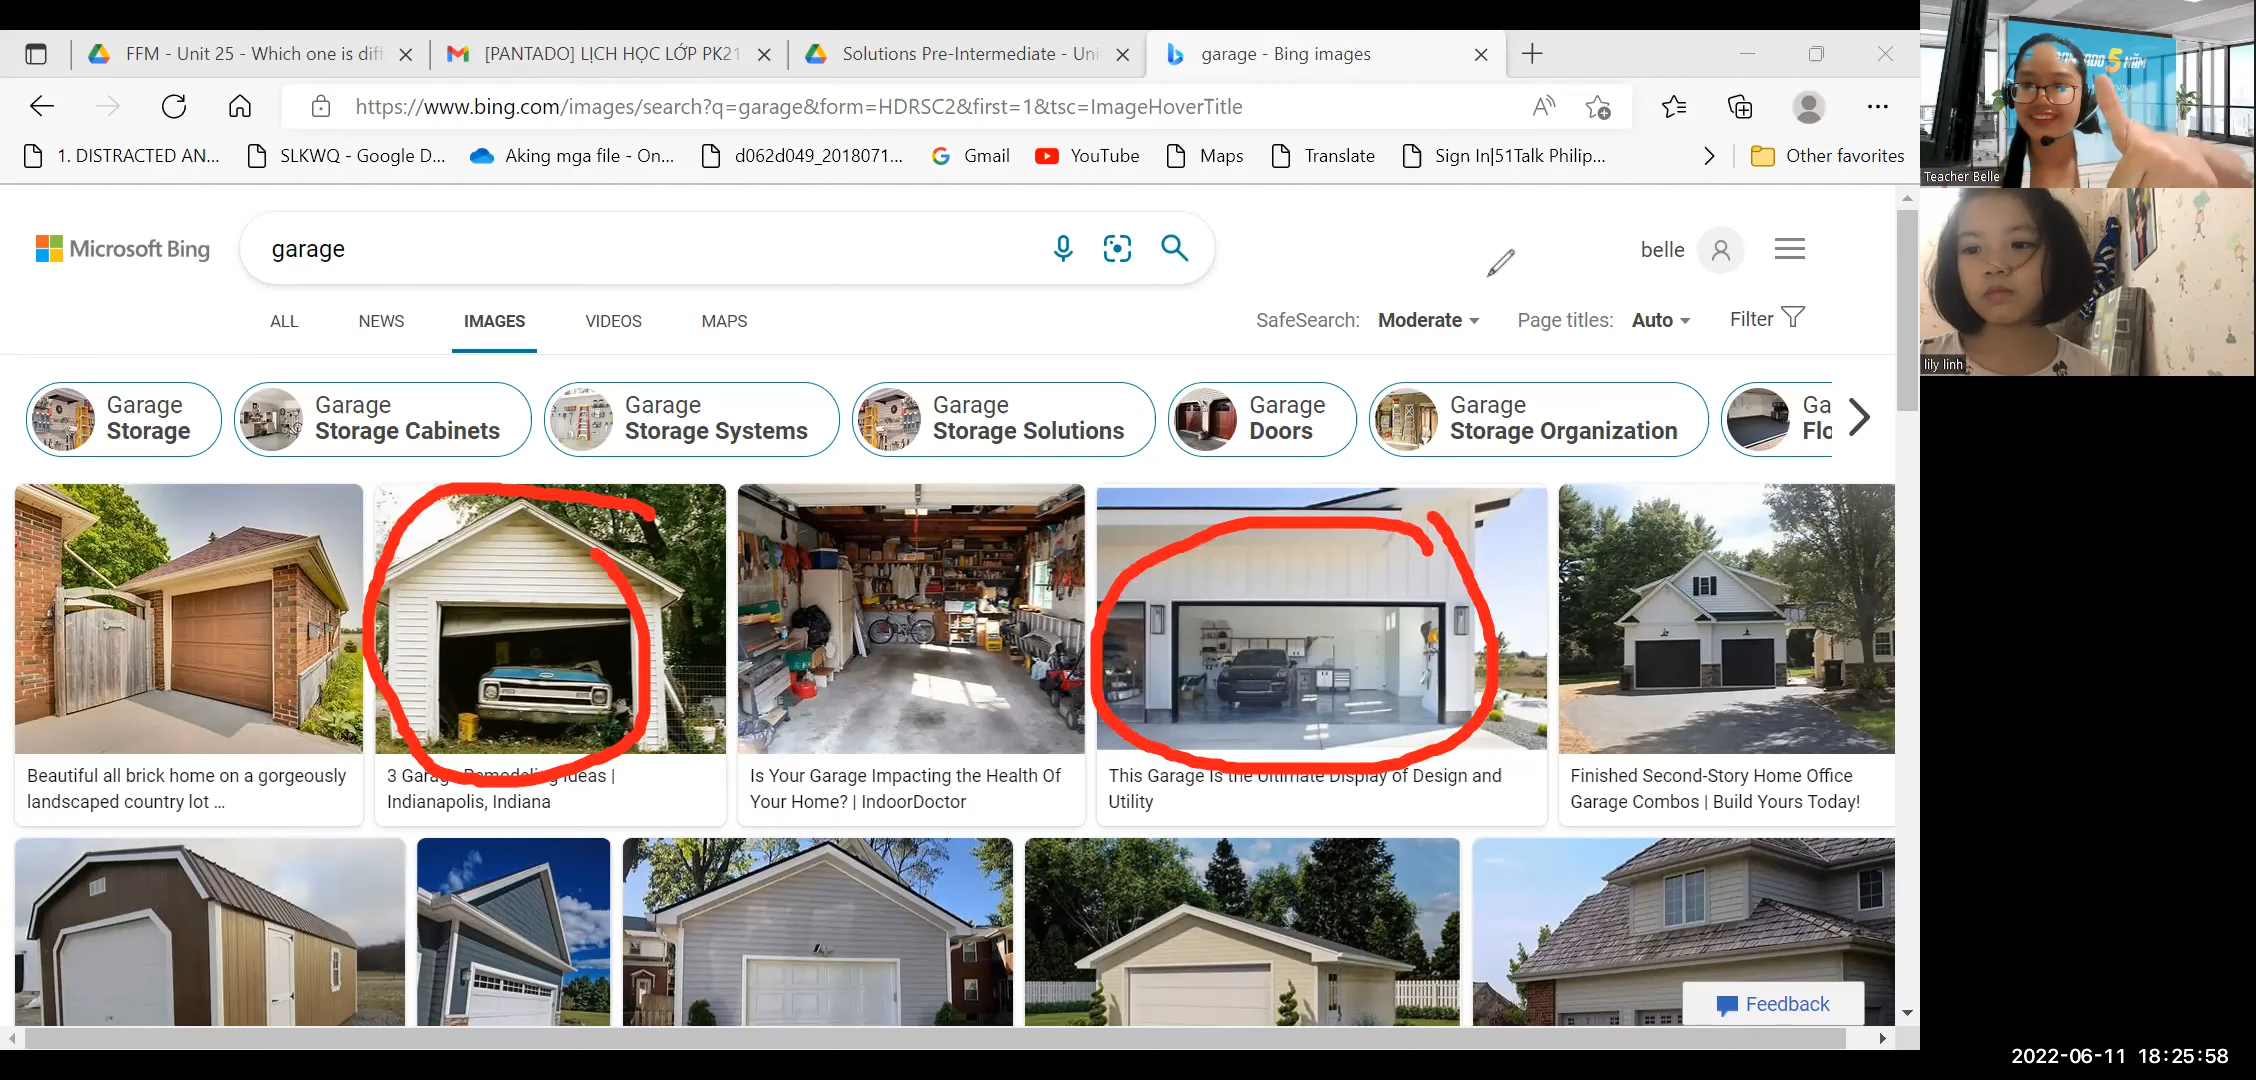 FFM - Unit 25 - Which one is diff
[PANTADO] LỊCH HỌC LỚP PK21
Solutions Pre-Intermediate - Uni
garage - Bing images
https://www.bing.com/images/search?q=garage&form=HDRSC2&first=1&tsc=ImageHoverTitle
1. DISTRACTED AN...
SLKWQ - Google D...
Aking mga file - On...
d062d049_2018071...
Gmail
YouTube
Maps
Translate
Sign In|51Talk Philip...
Other favorites
Microsoft Bing
garage
belle
ALL
NEWS
IMAGES
VIDEOS
MAPS
SafeSearch: Moderate
Page titles: Auto
Filter
Garage
Storage
Garage
Storage Cabinets
Garage
Storage Systems
Garage
Storage Solutions
Garage
Doors
Garage
Storage Organization
Ga
Flo
Beautiful all brick home on a gorgeously
landscaped country lot ...
3 Garage Remodeling Ideas |
Indianapolis, Indiana
Is Your Garage Impacting the Health Of
Your Home? | IndoorDoctor
This Garage Is the Ultimate Display of Design and
Utility
Finished Second-Story Home Office
Garage Combos | Build Yours Today!
Feedback
5 NĂM
Teacher Belle
lily linh
2022-06-11 18:25:58